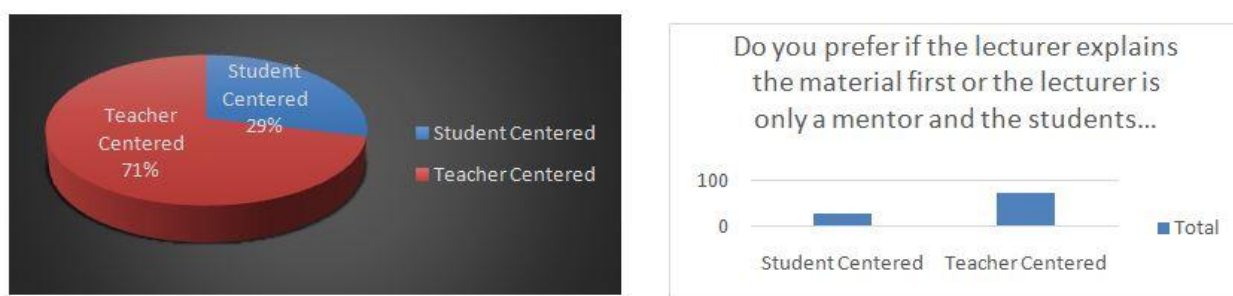 Student
Centered
29%
Teacher
Centered
71%
Student Centered
Teacher Centered
Do you prefer if the lecturer explains
the material first or the lecturer is
only a mentor and the students...
100
0
Total
Student Centered Teacher Centered